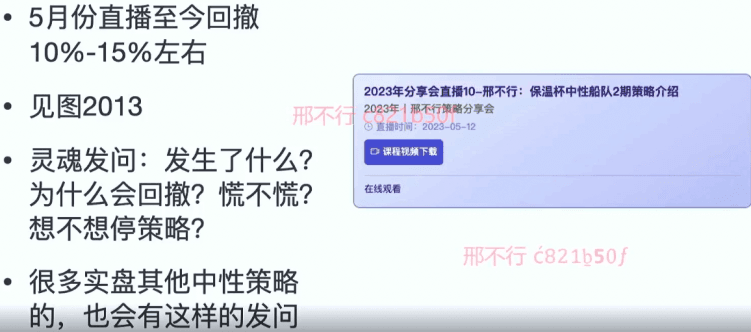 • 5月份直播至今回撤
10%-15%左右
• 见图2013
• 灵魂发问：发生了什么？
为什么会回撤？慌不慌？
想不想停策略？
• 很多实盘其他中性策略
的，也会有这样的发问
2023年分享会直播10–邢不行：保温杯中性船队2期策略介绍
2023年 | 邢不行策略分享会
直播时间：2023-05-12
课程视频下载
在线观看
邢不行 ć821b50ƒ
邢不行 ć821b50ƒ